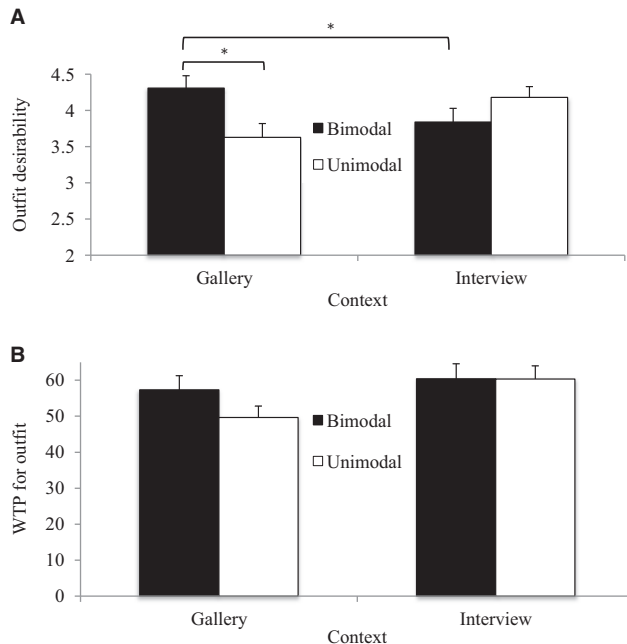 A
*
*
4.5
4
3.5
3
2.5
2
Outfit desirability
Bimodal
Unimodal
Gallery
Interview
Context
B
60
50
40
30
20
10
0
WTP for outfit
Bimodal
Unimodal
Gallery
Interview
Context